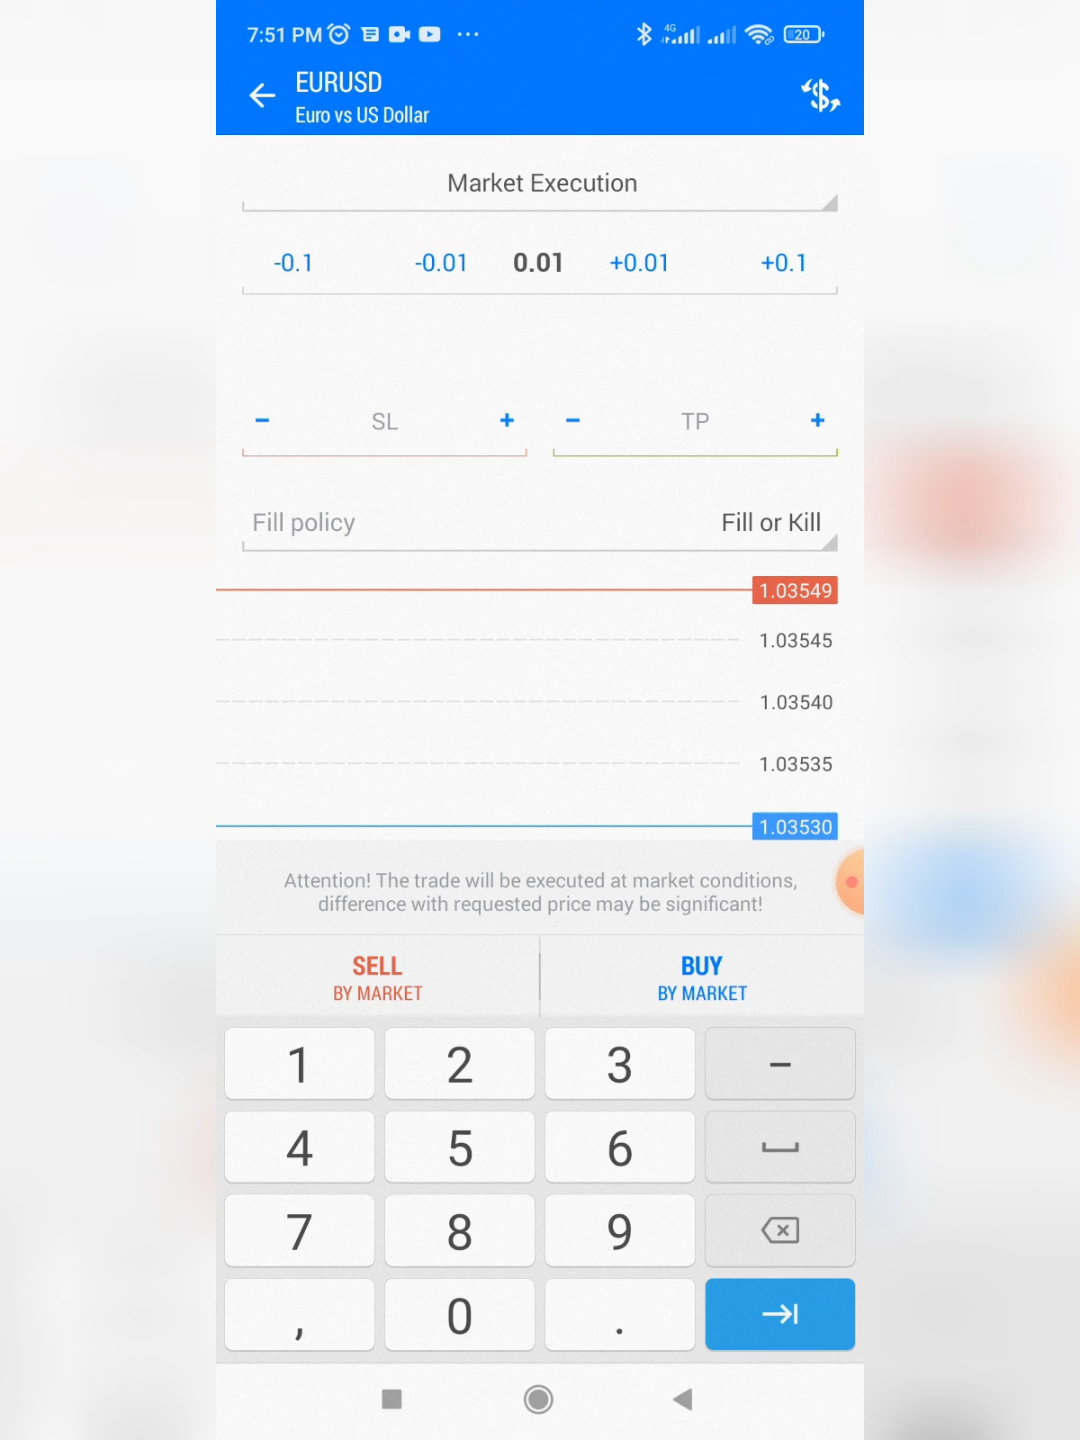 7:51 PM 4G 20
EURUSD
Euro vs US Dollar
Market Execution
-0.1 -0.01 0.01 +0.01 +0.1
- SL + - TP +
Fill policy Fill or Kill
1.03549
1.03545
1.03540
1.03535
1.03530
Attention! The trade will be executed at market conditions,
difference with requested price may be significant!
SELL BUY
BY MARKET BY MARKET
1 2 3 -
4 5 6
7 8 9
, 0 .